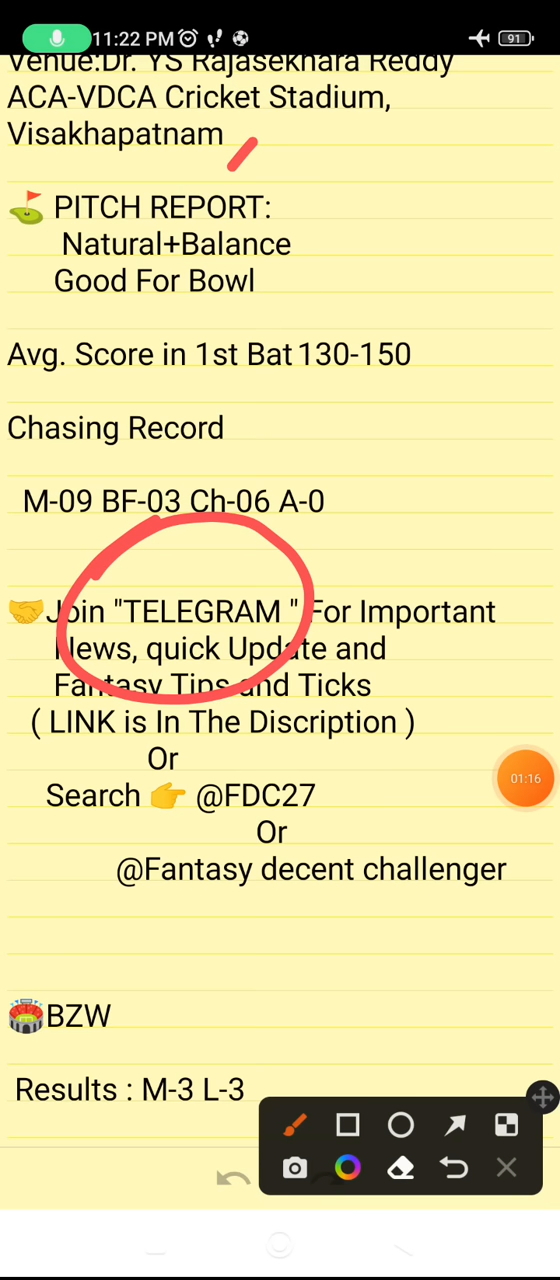 11:22 PM
91
Venue:Dr. YS Rajasekhara Reddy
ACA-VDCA Cricket Stadium,
Visakhapatnam
PITCH REPORT:
Natural+Balance
Good For Bowl
Avg. Score in 1st Bat 130-150
Chasing Record
M-09 BF-03 Ch-06 A-0
Join "TELEGRAM " For Important
News, quick Update and
Fantasy Tips and Ticks
( LINK is In The Discription )
Or
Search 👉 @FDC27
Or
@Fantasy decent challenger
01:16
BZW
Results : M-3 L-3